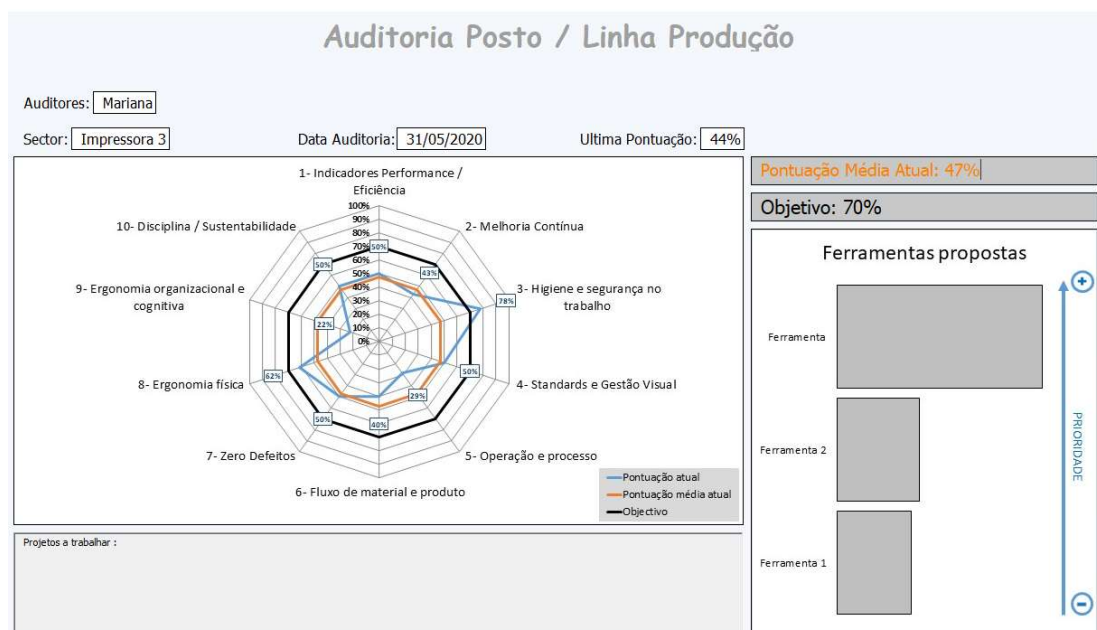 Auditoria Posto / Linha Produção
Auditores: Mariana
Sector: Impressora 3 Data Auditoria: 31/05/2020 Ultima Pontuação: 44%
Pontuação Média Atual: 47%
Objetivo: 70%
1- Indicadores Performance /
Eficiência
2- Melhoria Contínua
3- Higiene e segurança no
trabalho
4- Standards e Gestão Visual
5- Operação e processo
6- Fluxo de material e produto
7- Zero Defeitos
8- Ergonomia física
9- Ergonomia organizacional e
cognitiva
10- Disciplina / Sustentabilidade
100%
90%
80%
70%
60%
50%
40%
30%
20%
10%
0%
50%
43%
78%
50%
29%
40%
50%
62%
22%
50%
Pontuação atual
Pontuação média atual
Objectivo
Projetos a trabalhar :
Ferramentas propostas
Ferramenta
Ferramenta 2
Ferramenta 1
PRIORIDADE